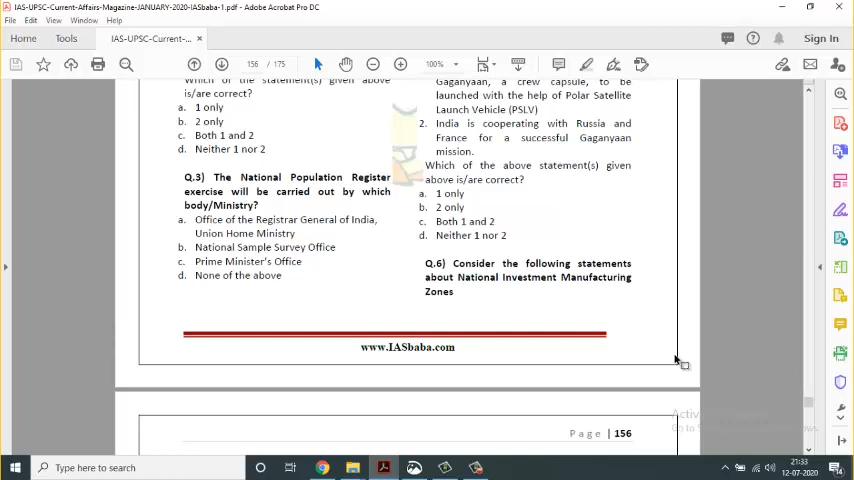 IAS-UPSC-Current-Affairs-Magazine-JANUARY-2020-IASbaba-1.pdf - Adobe Acrobat Pro DC
File Edit View Window Help
Home Tools IAS-UPSC-Current-... × Sign In
156 / 175 100%
Which of the statement(s) given above
is/are correct?
a. 1 only
b. 2 only
c. Both 1 and 2
d. Neither 1 nor 2
Q.3) The National Population Register
exercise will be carried out by which
body/Ministry?
a. Office of the Registrar General of India,
Union Home Ministry
b. National Sample Survey Office
c. Prime Minister's Office
d. None of the above
Gaganyaan, a crew capsule, to be
launched with the help of Polar Satellite
Launch Vehicle (PSLV)
2. India is cooperating with Russia and
France for a successful Gaganyaan
mission.
Which of the above statement(s) given
above is/are correct?
a. 1 only
b. 2 only
c. Both 1 and 2
d. Neither 1 nor 2
Q.6) Consider the following statements
about National Investment Manufacturing
Zones
www.IASbaba.com
Page | 156
Type here to search
21:33
12-07-2020